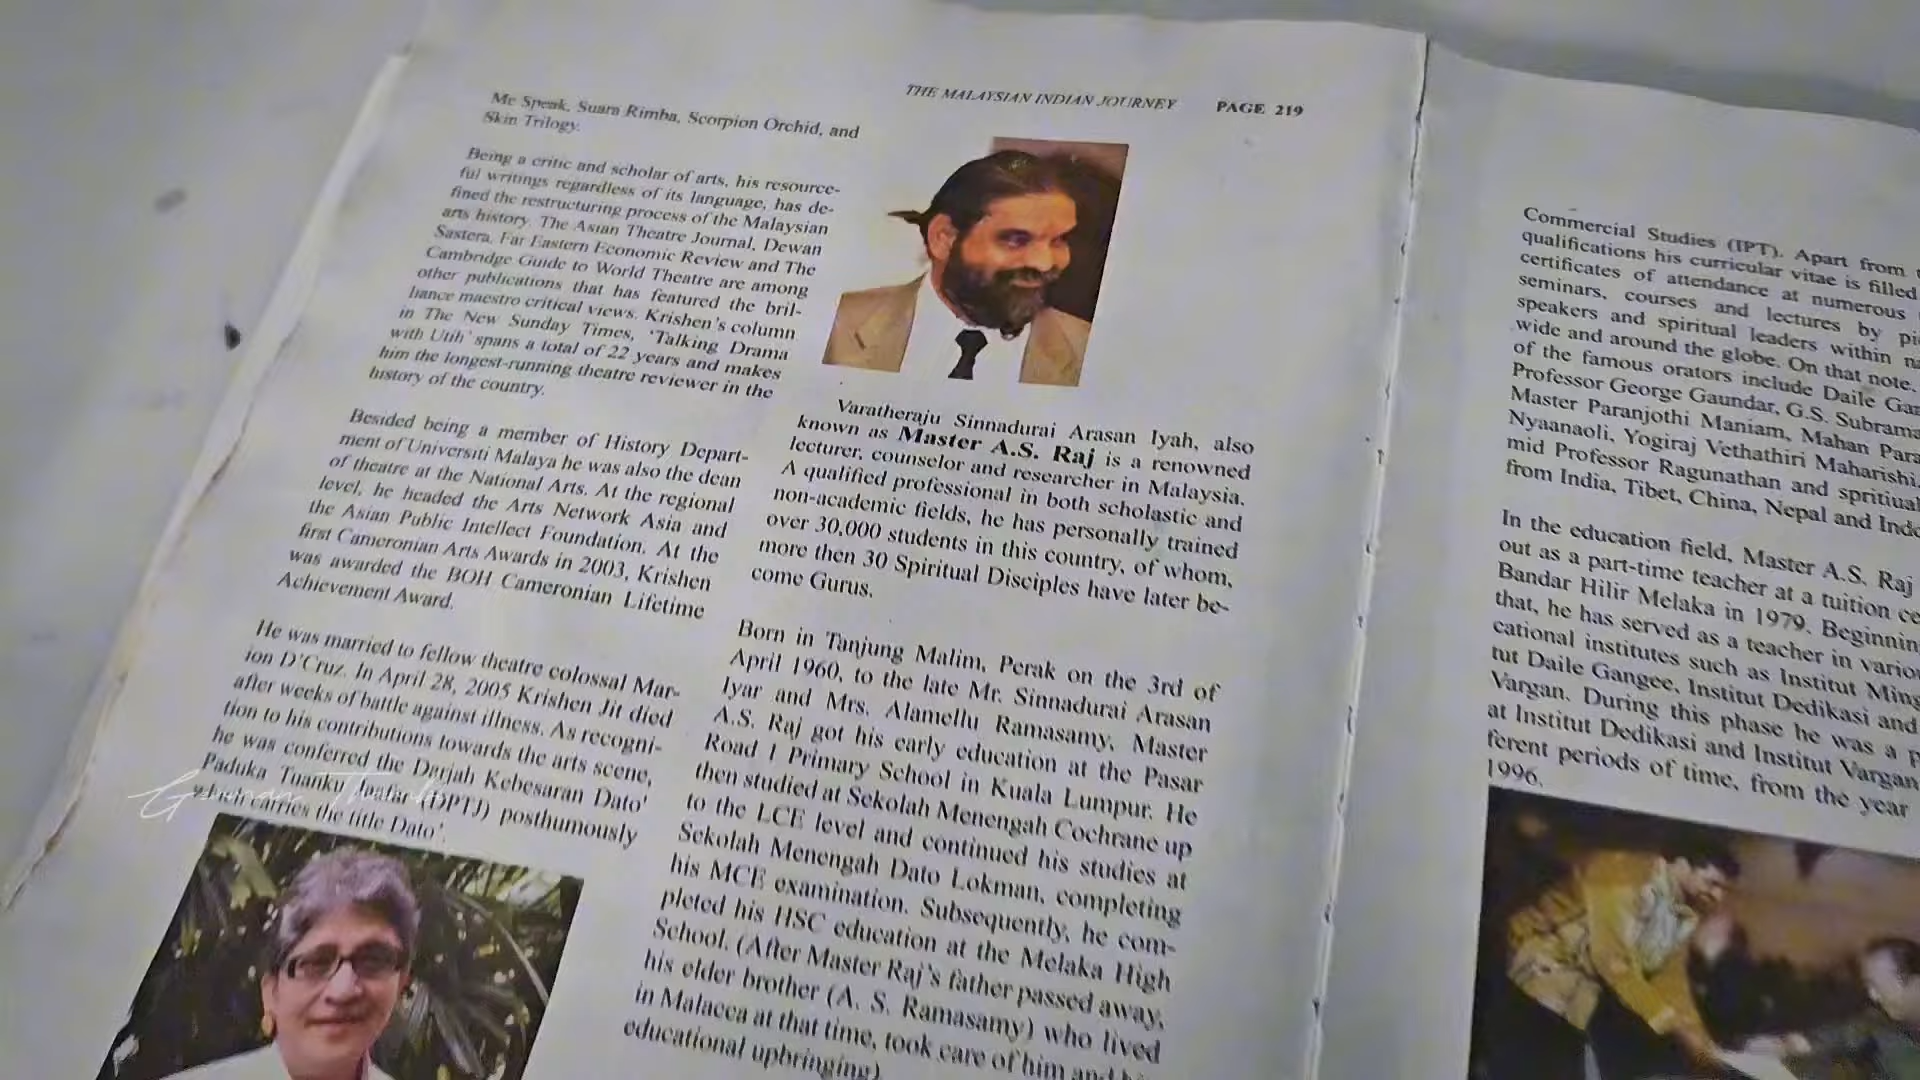 THE MALAYSIAN INDIAN JOURNEY PAGE 219
Me Speak, Suara Rimba, Scorpion Orchid, and
Skin Trilogy.
Being a critic and scholar of arts, his resource-
ful writings regardless of its language, has de-
fined the restructuring process of the Malaysian
arts history. The Asian Theatre Journal, Dewan
Sastera, Far Eastern Economic Review and The
Cambridge Guide to World Theatre are among
other publications that has featured the bril-
liance maestro critical views. Krishen's column
in The New Sunday Times, 'Talking Drama
with Utih' spans a total of 22 years and makes
him the longest-running theatre reviewer in the
history of the country.
Besided being a member of History Depart-
ment of Universiti Malaya he was also the dean
of theatre at the National Arts. At the regional
level, he headed the Arts Network Asia and
the Asian Public Intellect Foundation. At the
first Cameronian Arts Awards in 2003, Krishen
was awarded the BOH Cameronian Lifetime
Achievement Award.
He was married to fellow theatre colossal Mar-
ion D'Cruz. In April 28, 2005 Krishen Jit died
after weeks of battle against illness. As recogni-
tion to his contributions towards the arts scene,
he was conferred the Darjah Kebesaran Dato'
Paduka Tuanku Jaafar (DPTJ) posthumously
which carries the title Dato'.
Varatheraju Sinnadurai Arasan Iyah, also
known as Master A.S. Raj is a renowned
lecturer, counselor and researcher in Malaysia.
A qualified professional in both scholastic and
non-academic fields, he has personally trained
over 30,000 students in this country, of whom,
more then 30 Spiritual Disciples have later be-
come Gurus.
Born in Tanjung Malim, Perak on the 3rd of
April 1960, to the late Mr. Sinnadurai Arasan
Iyar and Mrs. Alamellu Ramasamy, Master
A.S. Raj got his early education at the Pasar
Road 1 Primary School in Kuala Lumpur. He
then studied at Sekolah Menengah Cochrane up
to the LCE level and continued his studies at
Sekolah Menengah Dato Lokman, completing
his MCE examination. Subsequently, he com-
pleted his HSC education at the Melaka High
School. (After Master Raj's father passed away,
his elder brother (A. S. Ramasamy) who lived
in Malacca at that time, took care of him and
educational upbringing)
Commercial Studies (IPT). Apart from
qualifications his curricular vitae is filled
certificates of attendance at numerous
seminars, courses and lectures by
speakers and spiritual leaders within
wide and around the globe. On that note,
of the famous orators include Daile
Professor George Gaundar, G.S.
Master Paranjothi Maniam, Mahan
Nyaanaoli, Yogiraj Vethathiri Maharishi,
mid Professor Ragunathan and spritiual
from India, Tibet, China, Nepal and
In the education field, Master A.S. Raj
out as a part-time teacher at a tuition
Bandar Hilir Melaka in 1979.
that, he has served as a teacher in
cational institutes such as Institut
tut Daile Gangee, Institut Dedikasi and
Vargan. During this phase he was a
at Institut Dedikasi and Institut Vargan
ferent periods of time, from the year
1996.